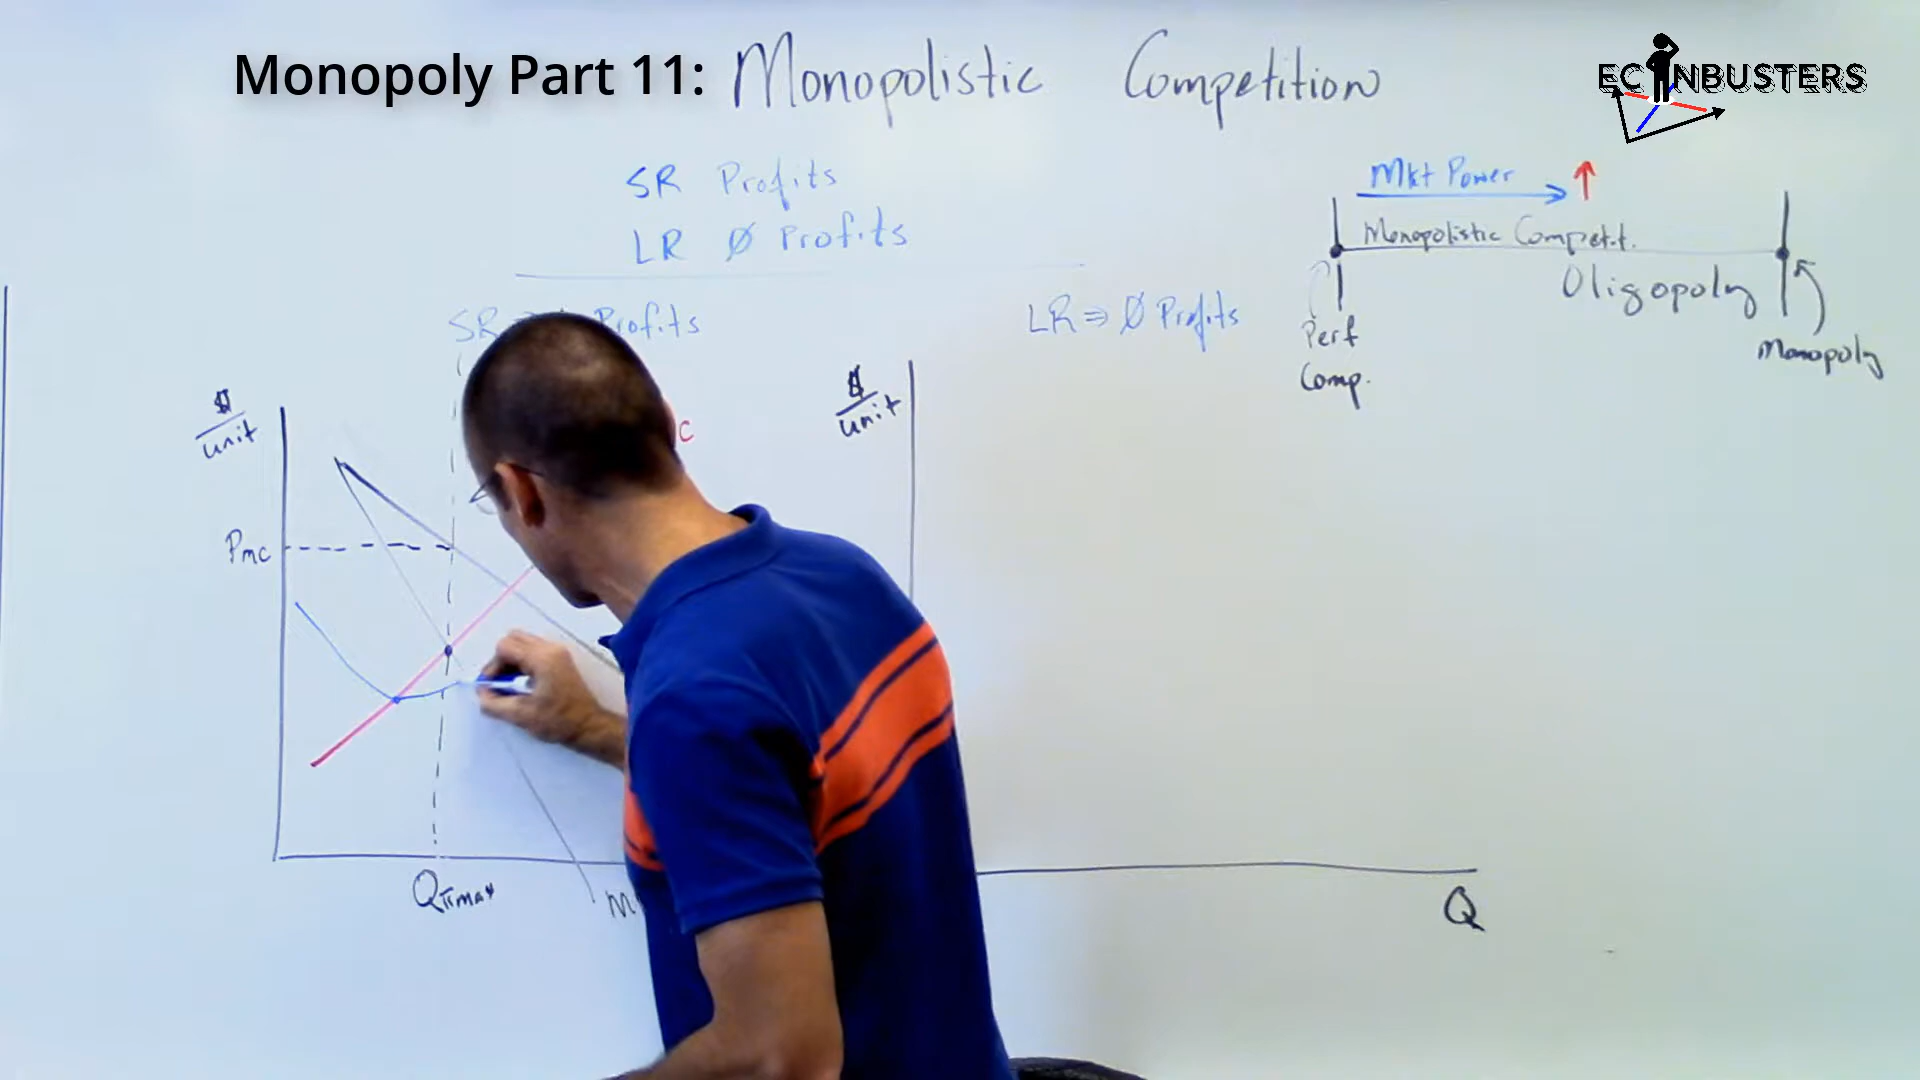 Monopoly Part 11: Monopolistic Competition
ECONBUSTERS
SR Profits
LR Ø Profits
Mkt Power ↑
Monopolistic Competit.
Oligopoly
Perf
Comp.
Monopoly
SR Profits
LR ⇒ Ø Profits
$
unit
$
unit
C
Pmc
Qπmax
M
Q